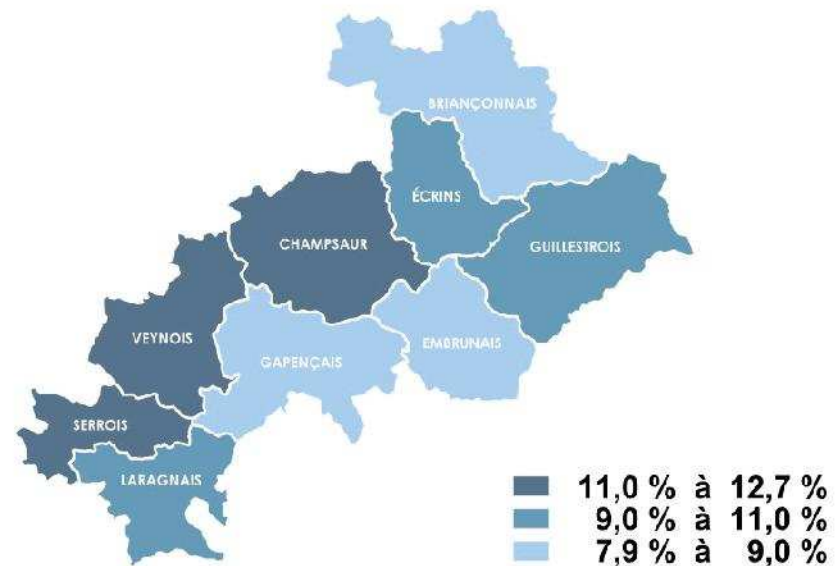 BRIANÇONNAIS
ÉCRINS
CHAMPSAUR
GUILLESTROIS
VEYNOIS
EMBRUNAIS
GAPENÇAIS
SERROIS
LARAGNAIS
11,0 % à 12,7 %
9,0 % à 11,0 %
7,9 % à 9,0 %